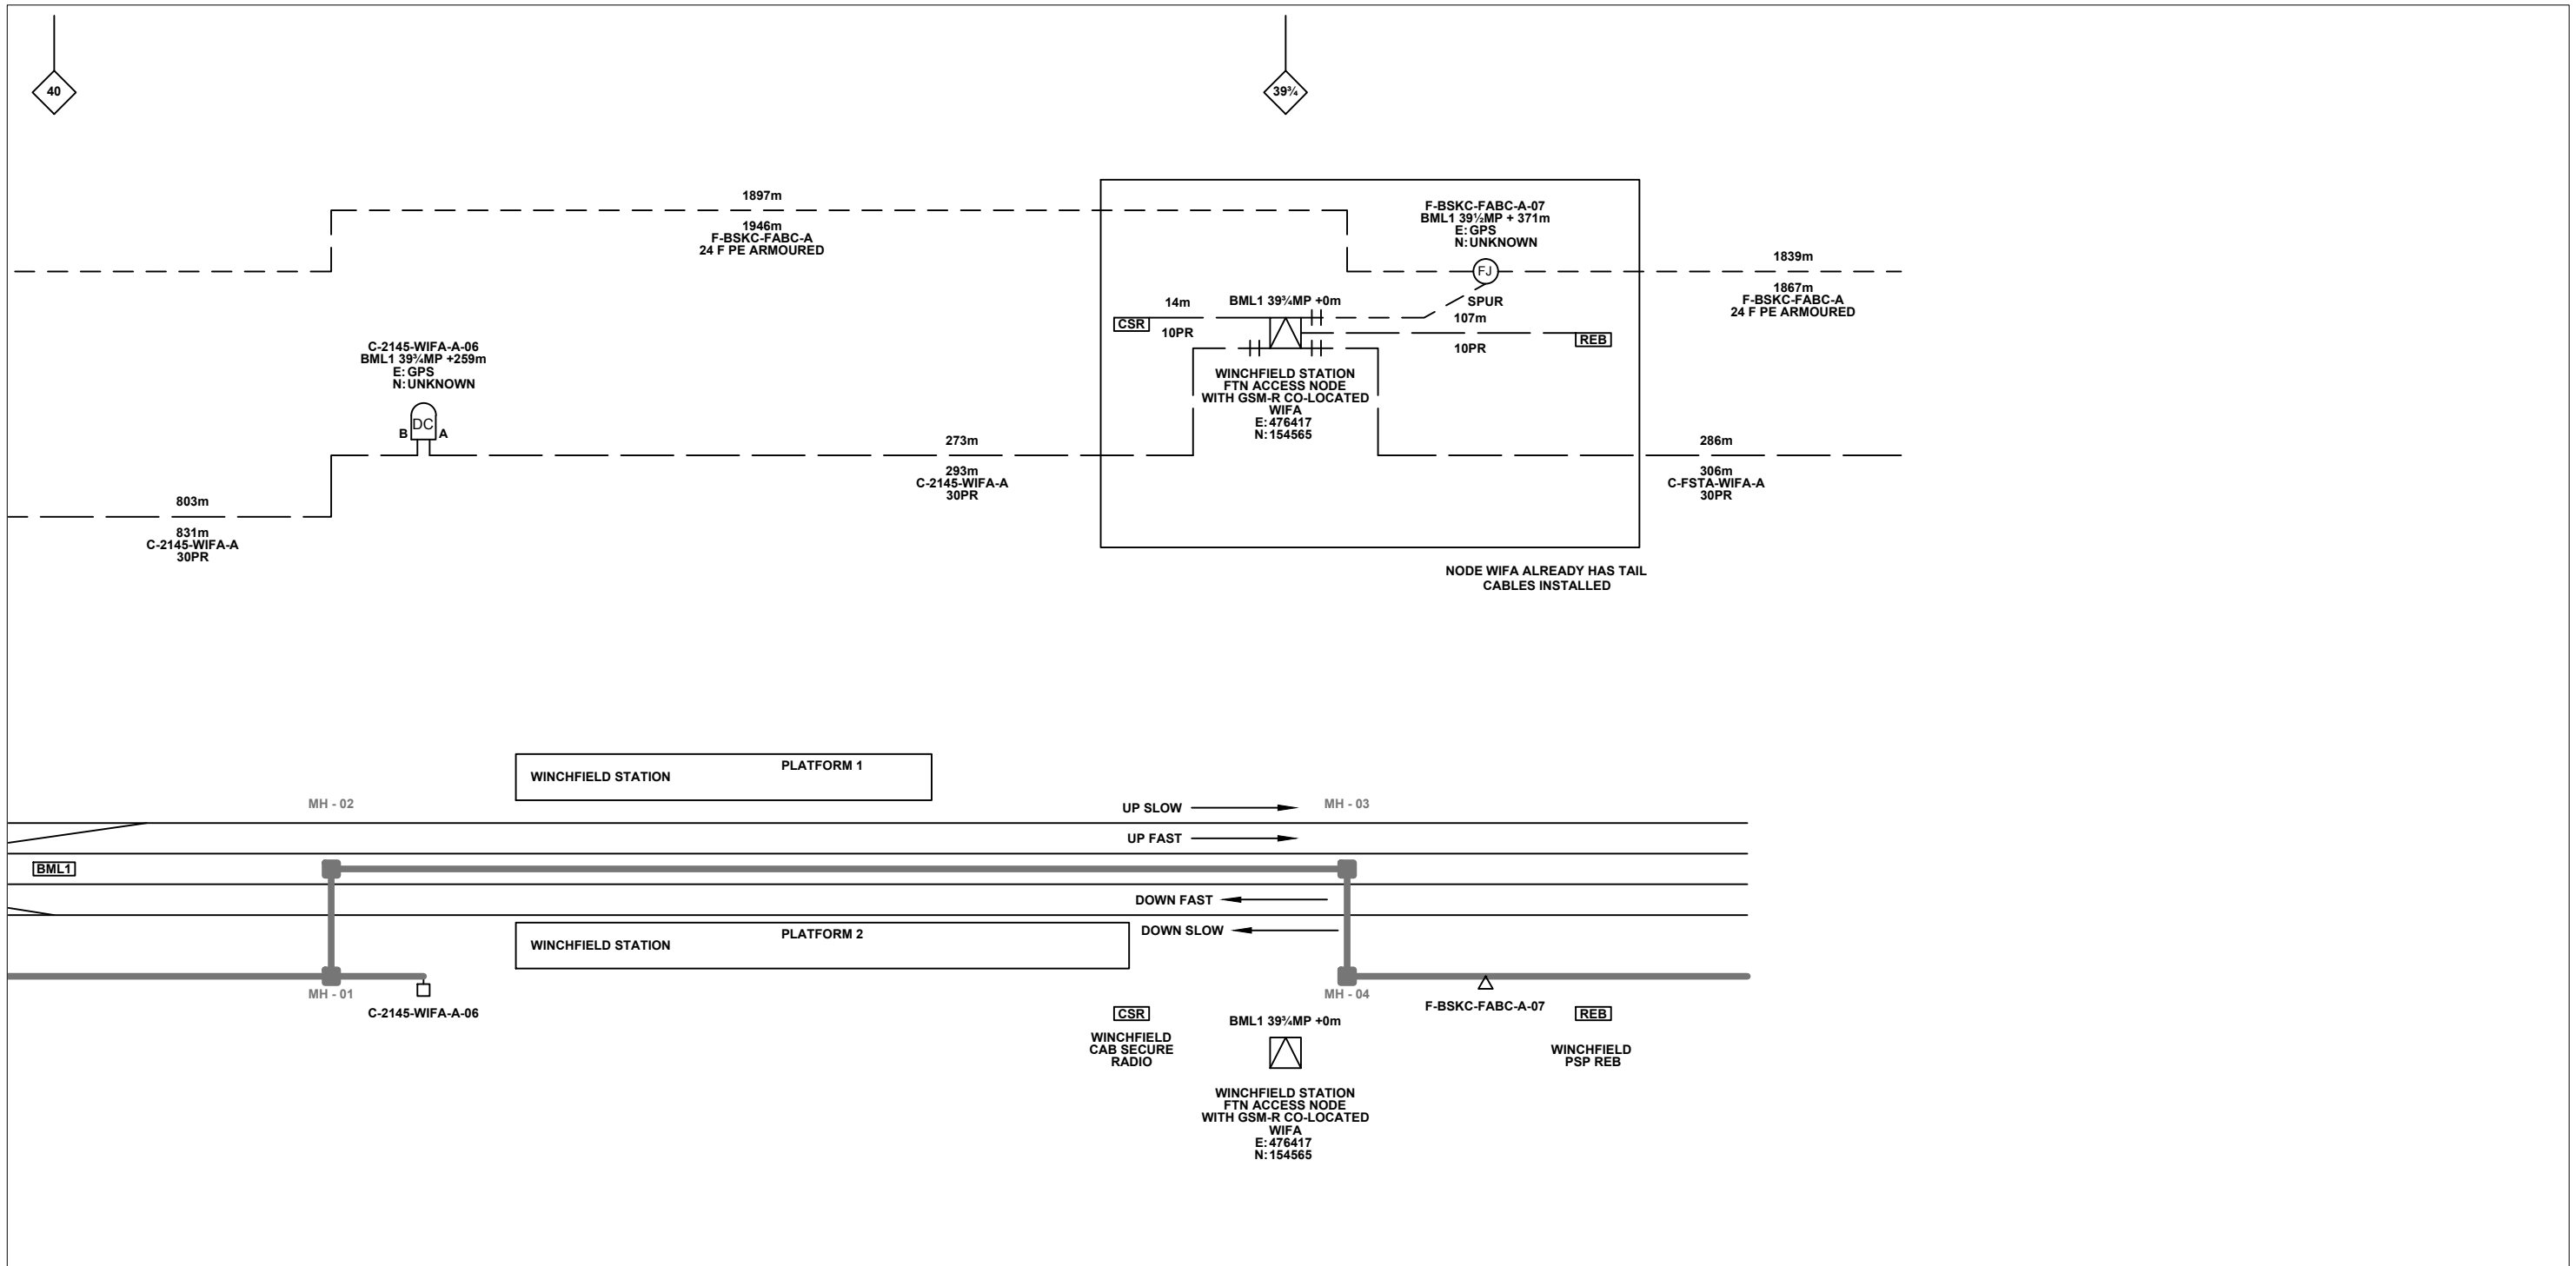 40
39¾
1897m
1946m
F-BSKC-FABC-A
24 F PE ARMOURED
F-BSKC-FABC-A-07
BML1 39½MP + 371m
E: GPS
N: UNKNOWN
FJ
1839m
1867m
F-BSKC-FABC-A
24 F PE ARMOURED
14m
CSR
10PR
BML1 39¾MP +0m
SPUR
107m
10PR
REB
C-2145-WIFA-A-06
BML1 39¾MP +259m
E: GPS
N: UNKNOWN
DC
B
A
WINCHFIELD STATION
FTN ACCESS NODE
WITH GSM-R CO-LOCATED
WIFA
E: 476417
N: 154565
273m
293m
C-2145-WIFA-A
30PR
286m
306m
C-FSTA-WIFA-A
30PR
803m
831m
C-2145-WIFA-A
30PR
NODE WIFA ALREADY HAS TAIL
CABLES INSTALLED
PLATFORM 1
WINCHFIELD STATION
MH - 02
UP SLOW
MH - 03
UP FAST
BML1
DOWN FAST
DOWN SLOW
PLATFORM 2
WINCHFIELD STATION
MH - 01
C-2145-WIFA-A-06
MH - 04
F-BSKC-FABC-A-07
CSR
WINCHFIELD
CAB SECURE
RADIO
BML1 39¾MP +0m
REB
WINCHFIELD
PSP REB
WINCHFIELD STATION
FTN ACCESS NODE
WITH GSM-R CO-LOCATED
WIFA
E: 476417
N: 154565